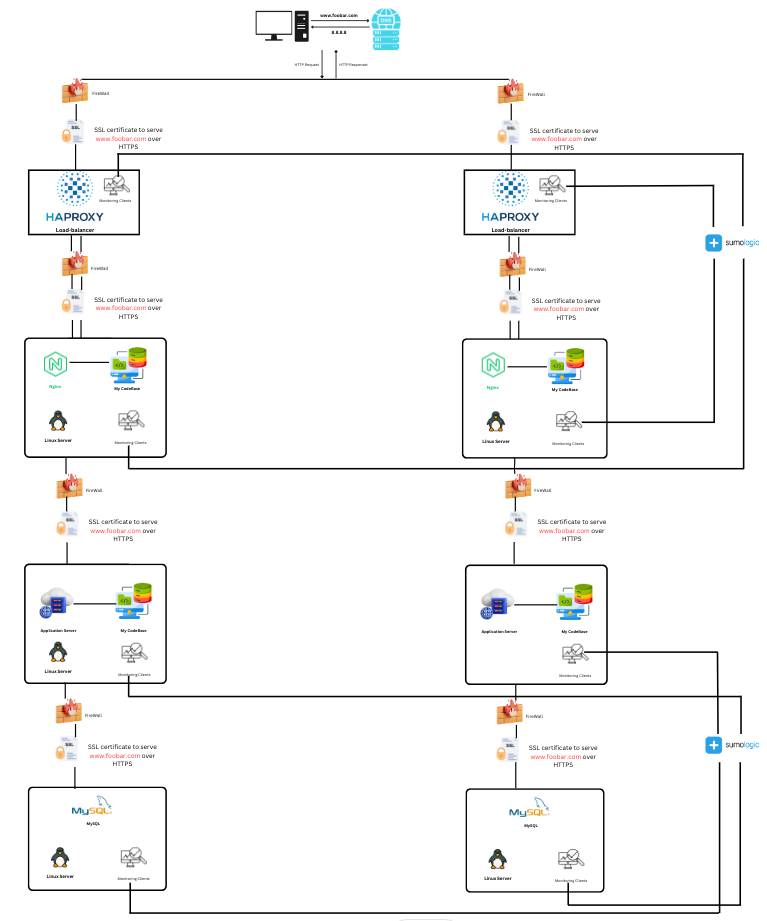 www.foobar.com
DNS
8.8.8.8
HTTP Request
HTTP Response!
FireWall
FireWall
SSL
SSL certificate to serve
www.foobar.com over
HTTPS
SSL
SSL certificate to serve
www.foobar.com over
HTTPS
Monitoring Clients
HAPROXY
Load-balancer
Monitoring Clients
HAPROXY
Load-balancer
sumologic
FireWall
FireWall
SSL
SSL certificate to serve
www.foobar.com over
HTTPS
SSL
SSL certificate to serve
www.foobar.com over
HTTPS
Nginx
My CodeBase
Linux Server
Monitoring Clients
Nginx
My CodeBase
Linux Server
Monitoring Clients
FireWall
FireWall
SSL
SSL certificate to serve
www.foobar.com over
HTTPS
SSL
SSL certificate to serve
www.foobar.com over
HTTPS
Application Server
My CodeBase
Linux Server
Monitoring Clients
Application Server
My CodeBase
Monitoring Clients
FireWall
FireWall
SSL
SSL certificate to serve
www.foobar.com over
HTTPS
SSL
SSL certificate to serve
www.foobar.com over
HTTPS
sumologic
MySQL
MySQL
Linux Server
Monitoring Clients
MySQL
MySQL
Linux Server
Monitoring Clients